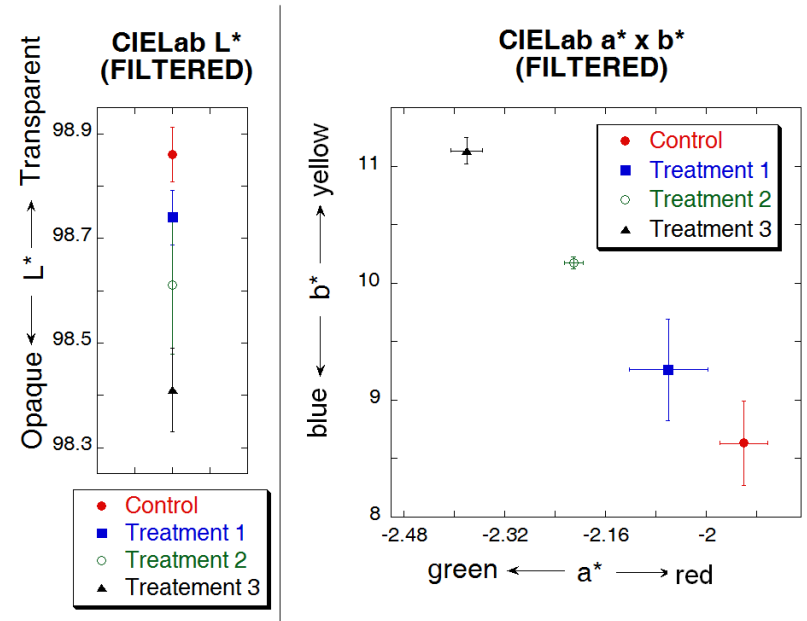 CIELab L*
(FILTERED)
Opaque ← L* → Transparent
98.9
98.7
98.5
98.3
Control
Treatment 1
Treatment 2
Treatement 3
CIELab a* x b*
(FILTERED)
blue ← b* → yellow
11
10
9
8
Control
Treatment 1
Treatment 2
Treatment 3
-2.48 -2.32 -2.16 -2
green ← a* → red